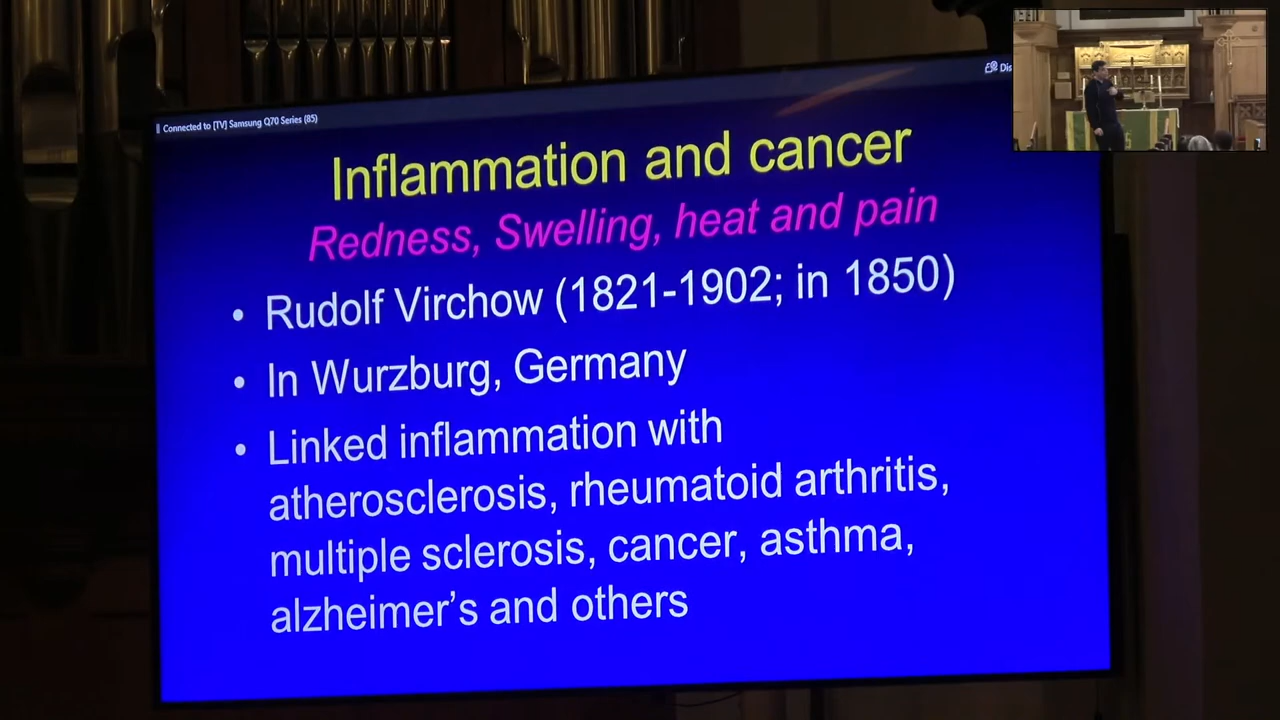 Connected to [TV] Samsung Q70 Series (85)
Dis
Inflammation and cancer
Redness, Swelling, heat and pain
• Rudolf Virchow (1821-1902; in 1850)
• In Wurzburg, Germany
• Linked inflammation with
atherosclerosis, rheumatoid arthritis,
multiple sclerosis, cancer, asthma,
alzheimer's and others